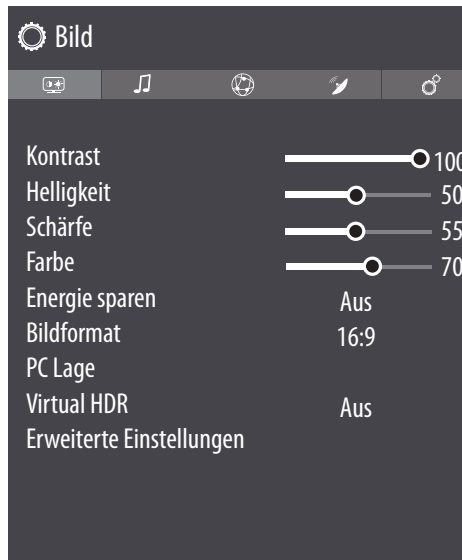 Bild
Kontrast 100
Helligkeit 50
Schärfe 55
Farbe 70
Energie sparen Aus
Bildformat 16:9
PC Lage
Virtual HDR Aus
Erweiterte Einstellungen